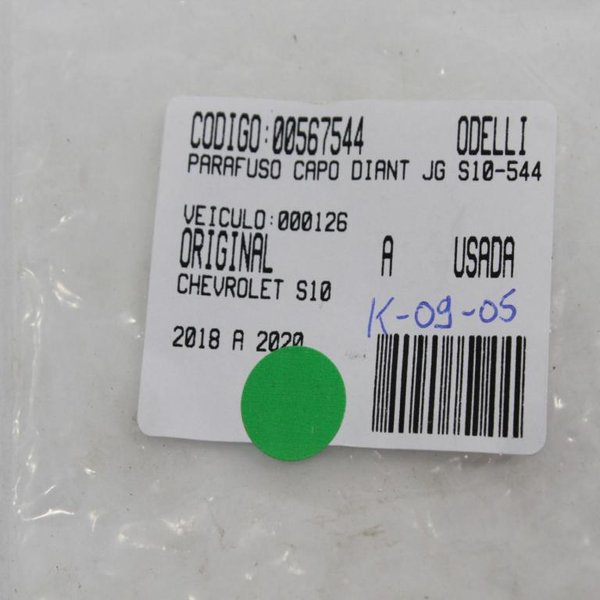 CODIGO:00567544 ODELLI
PARAFUSO CAPO DIANT JG S10-544
VEICULO:000126
ORIGINAL A USADA
CHEVROLET S10
K-09-05
2018 A 2020